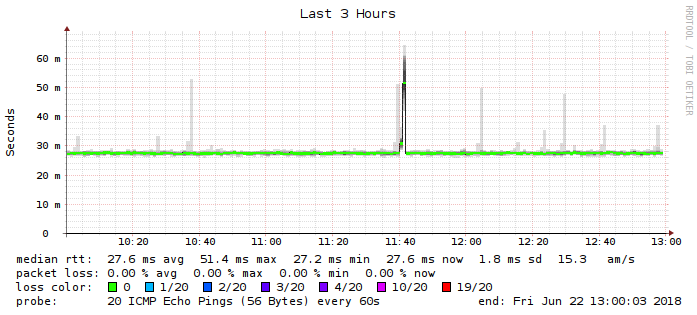 Last 3 Hours
RRDTOOL / TOBI OETIKER
Seconds
60 m
50 m
40 m
30 m
20 m
10 m
0
10:20 10:40 11:00 11:20 11:40 12:00 12:20 12:40 13:00
median rtt: 27.6 ms avg 51.4 ms max 27.2 ms min 27.6 ms now 1.8 ms sd 15.3 am/s
packet loss: 0.00 % avg 0.00 % max 0.00 % min 0.00 % now
loss color: 0 1/20 2/20 3/20 4/20 10/20 19/20
probe: 20 ICMP Echo Pings (56 Bytes) every 60s end: Fri Jun 22 13:00:03 2018